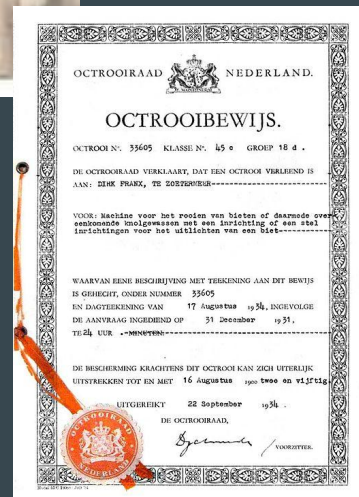 OCTROOIRAAD NEDERLAND.
OCTROOIBEWIJS.
OCTROOI No. 33605 KLASSE No. 45 c GROEP 18 d .
DE OCTROOIRAAD VERKLAART, DAT EEN OCTROOI VERLEEND IS
AAN: DIRK FRANX, TE ZOETERMEER
VOOR: Machine voor het rooien van bieten of daarmede over-
eenkomende knolgewassen met een inrichting of een stel
inrichtingen voor het uitlichten van een biet
WAARVAN EENE BESCHRIJVING MET TEEKENING AAN DIT BEWIJS
IS GEHECHT, ONDER NUMMER 33605
EN DAGTEEKENING VAN 17 Augustus 1934, INGEVOLGE
DE AANVRAAG INGEDIEND OP 31 December 1931,
TE 24 UUR .-MINUTEN.
DE BESCHERMING KRACHTENS DIT OCTROOI KAN ZICH UITERLIJK
UITSTREKKEN TOT EN MET 16 Augustus 1900 twee en vijftig.
UITGEREIKT 22 September 1934 .
DE OCTROOIRAAD,
VOORZITTER.
OCTROOIRAAD
NEDERLAND